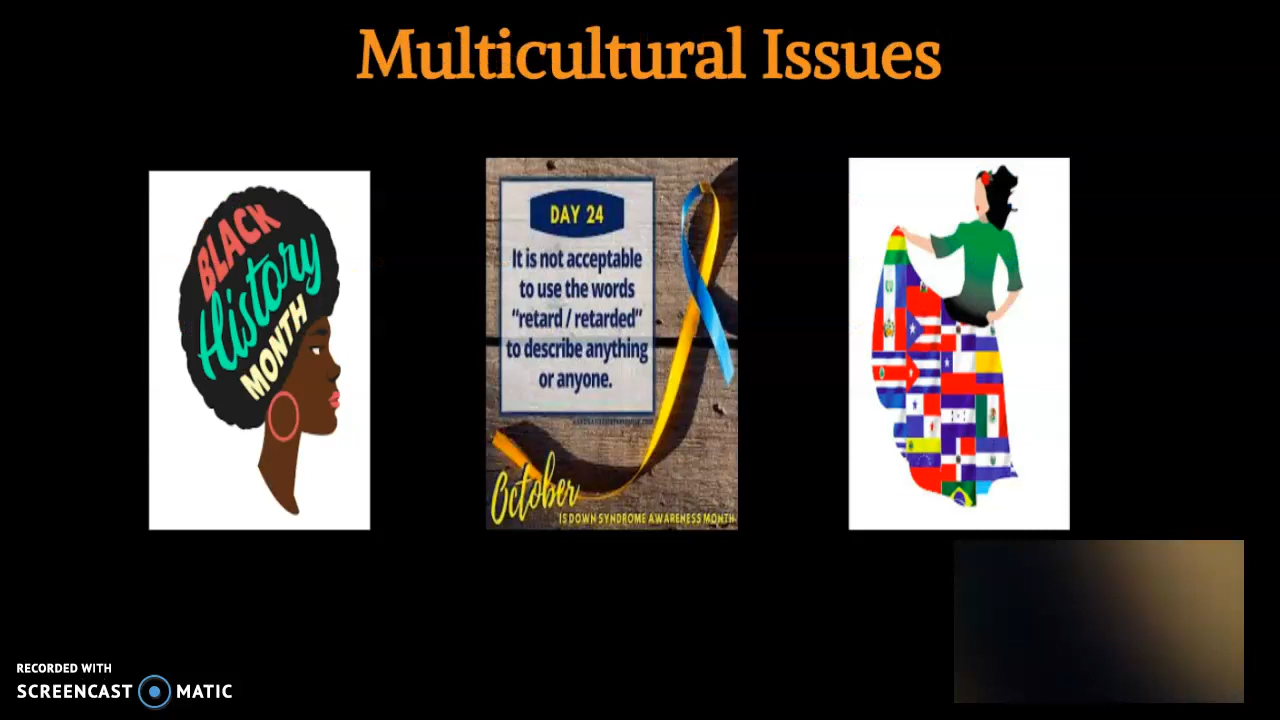 Multicultural Issues
BLACK
History
MONTH
DAY 24
It is not acceptable
to use the words
“retard / retarded”
to describe anything
or anyone.
October
IS DOWN SYNDROME AWARENESS MONTH
RECORDED WITH
SCREENCAST MATIC